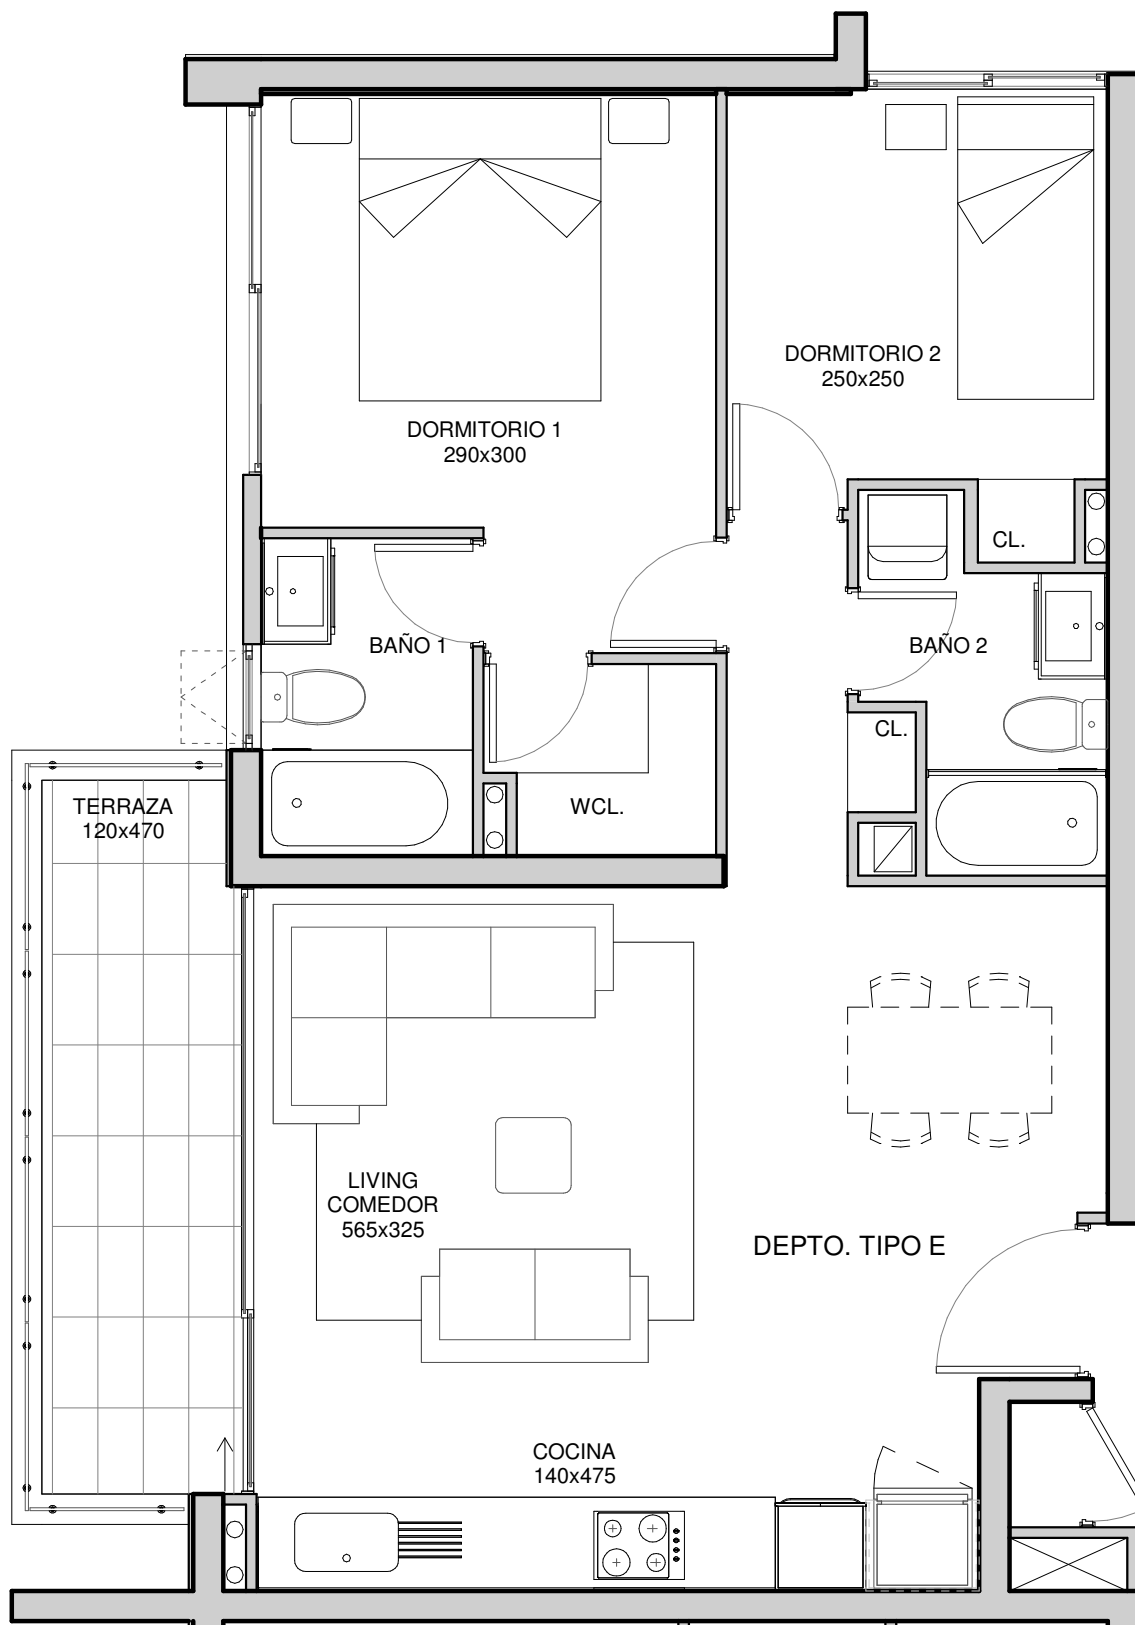 DORMITORIO 2
250x250
DORMITORIO 1
290x300
CL.
BAÑO 1
BAÑO 2
CL.
TERRAZA
120x470
WCL.
LIVING
COMEDOR
565x325
DEPTO. TIPO E
COCINA
140x475